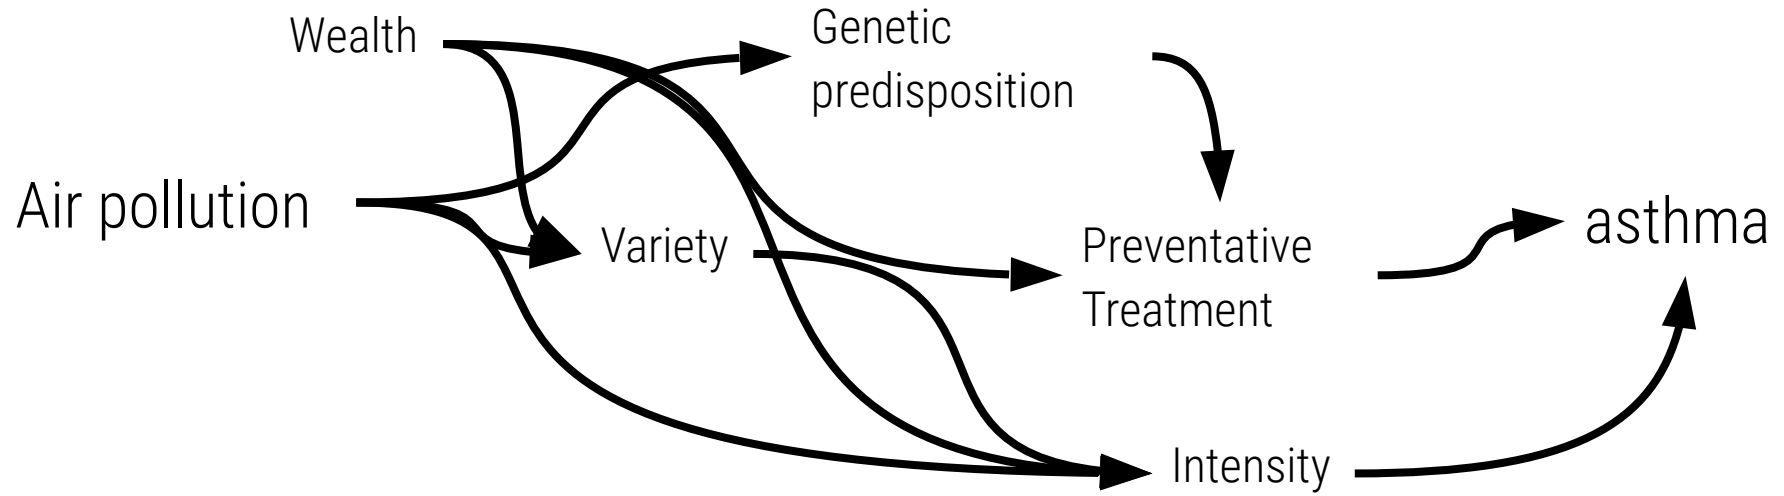 Wealth
Genetic
predisposition
Air pollution
Variety
Preventative
Treatment
asthma
Intensity